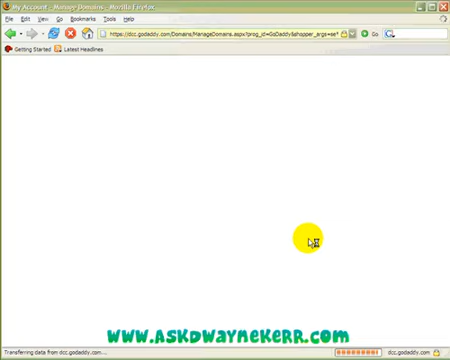 My Account - Manage Domains - Mozilla Firefox
File Edit View Go Bookmarks Tools Help
https://dcc.godaddy.com/Domains/ManageDomains.aspx?prog_id=GoDaddy&shopper_args=se Go
Getting Started Latest Headlines
www.ASKDWAYNEKERR.com
Transferring data from dcc.godaddy.com... dcc.godaddy.com